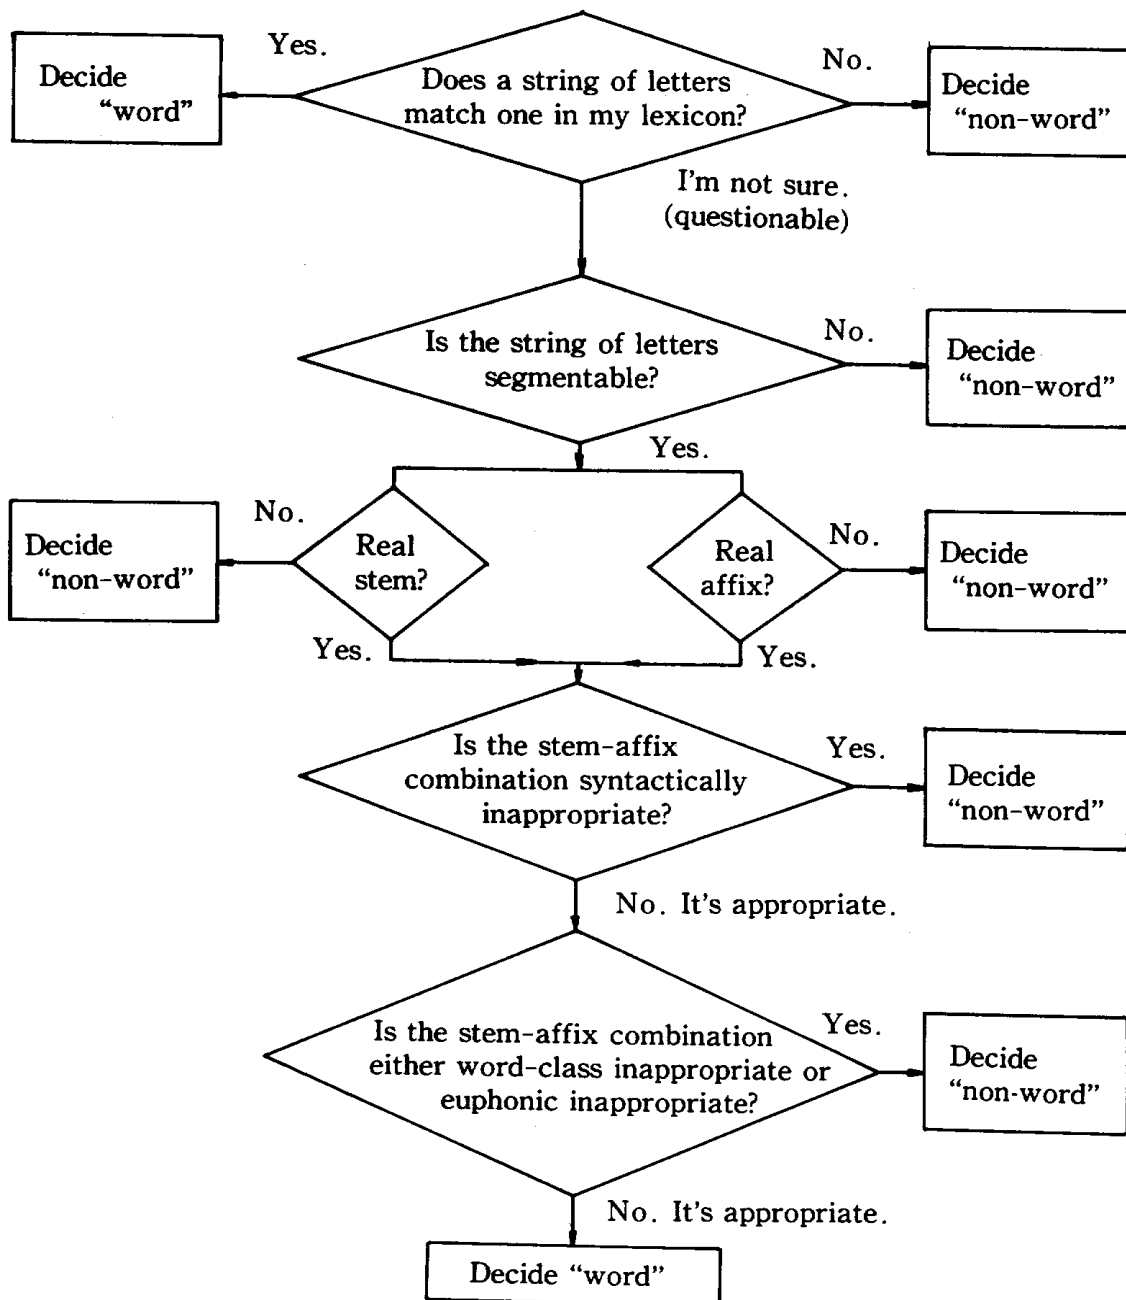 Yes.
No.
Decide
“word”
Does a string of letters
match one in my lexicon?
Decide
“non-word”
I'm not sure.
(questionable)
Is the string of letters
segmentable?
No.
Decide
“non-word”
Yes.
No.
Decide
“non-word”
Real
stem?
Real
affix?
No.
Decide
“non-word”
Yes.
Yes.
Is the stem-affix
combination syntactically
inappropriate?
Yes.
Decide
“non-word”
No. It's appropriate.
Is the stem-affix combination
either word-class inappropriate or
euphonic inappropriate?
Yes.
Decide
“non-word”
No. It's appropriate.
Decide “word”